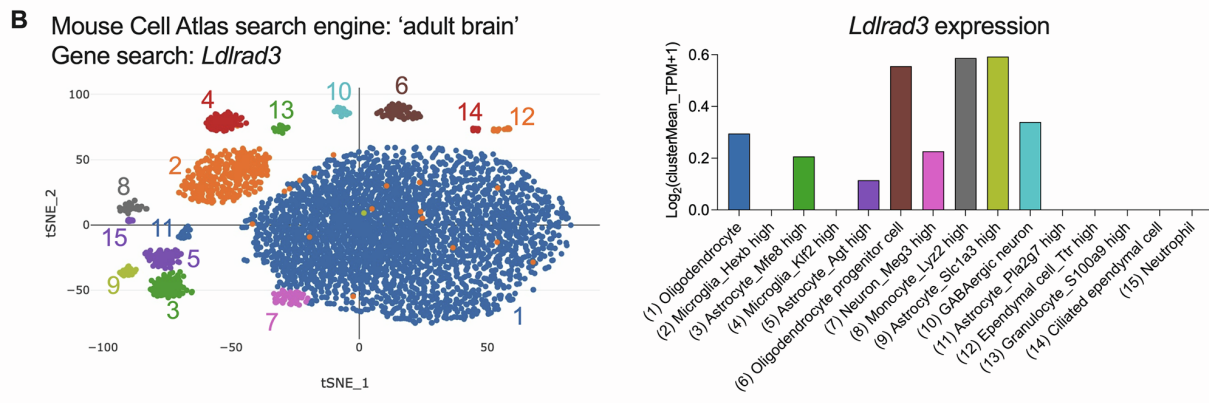 B
Mouse Cell Atlas search engine: ‘adult brain’
Gene search: Ldlrad3
100
50
0
−50
tSNE_2
−100
−50
0
50
tSNE_1
4
13
10
6
14
12
2
8
15
11
5
9
3
7
1
Ldlrad3 expression
Log2(clusterMean_TPM+1)
0.6
0.4
0.2
0.0
(1) Oligodendrocyte
(2) Microglia_Hexb high
(3) Astrocyte_Mfe8 high
(4) Microglia_Klf2 high
(5) Astrocyte_Agt high
(6) Oligodendrocyte progenitor cell
(7) Neuron_Meg3 high
(8) Monocyte_Lyz2 high
(9) Astrocyte_Slc1a3 high
(10) GABAergic neuron
(11) Astrocyte_Pla2g7 high
(12) Ependymal cell_Ttr high
(13) Granulocyte_S100a9 high
(14) Ciliated ependymal cell
(15) Neutrophil